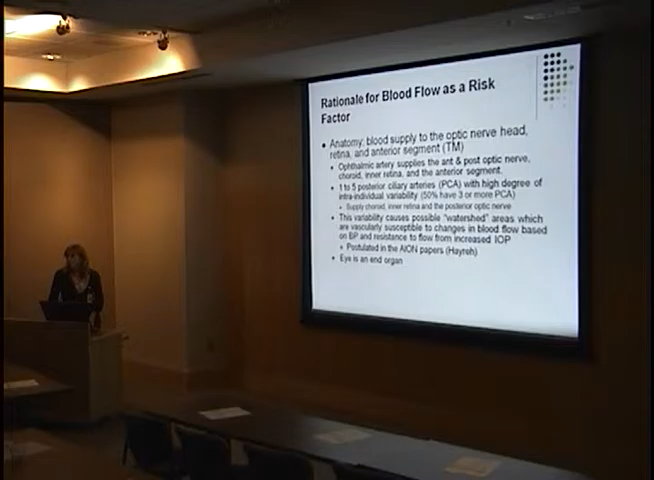 Rationale for Blood Flow as a Risk
Factor
Anatomy: blood supply to the optic nerve head,
retina, and anterior segment (TM)
Ophthalmic artery supplies the ant & post optic nerve,
choroid, inner retina, and the anterior segment.
1 to 5 posterior ciliary arteries (PCA) with high degree of
intra-individual variability (50% have 3 or more PCA)
Supply choroid, inner retina and the posterior optic nerve
This variability causes possible "watershed" areas which
are vascularly susceptible to changes in blood flow based
on BP and resistance to flow from increased IOP
Postulated in the AION papers (Hayreh)
Eye is an end organ